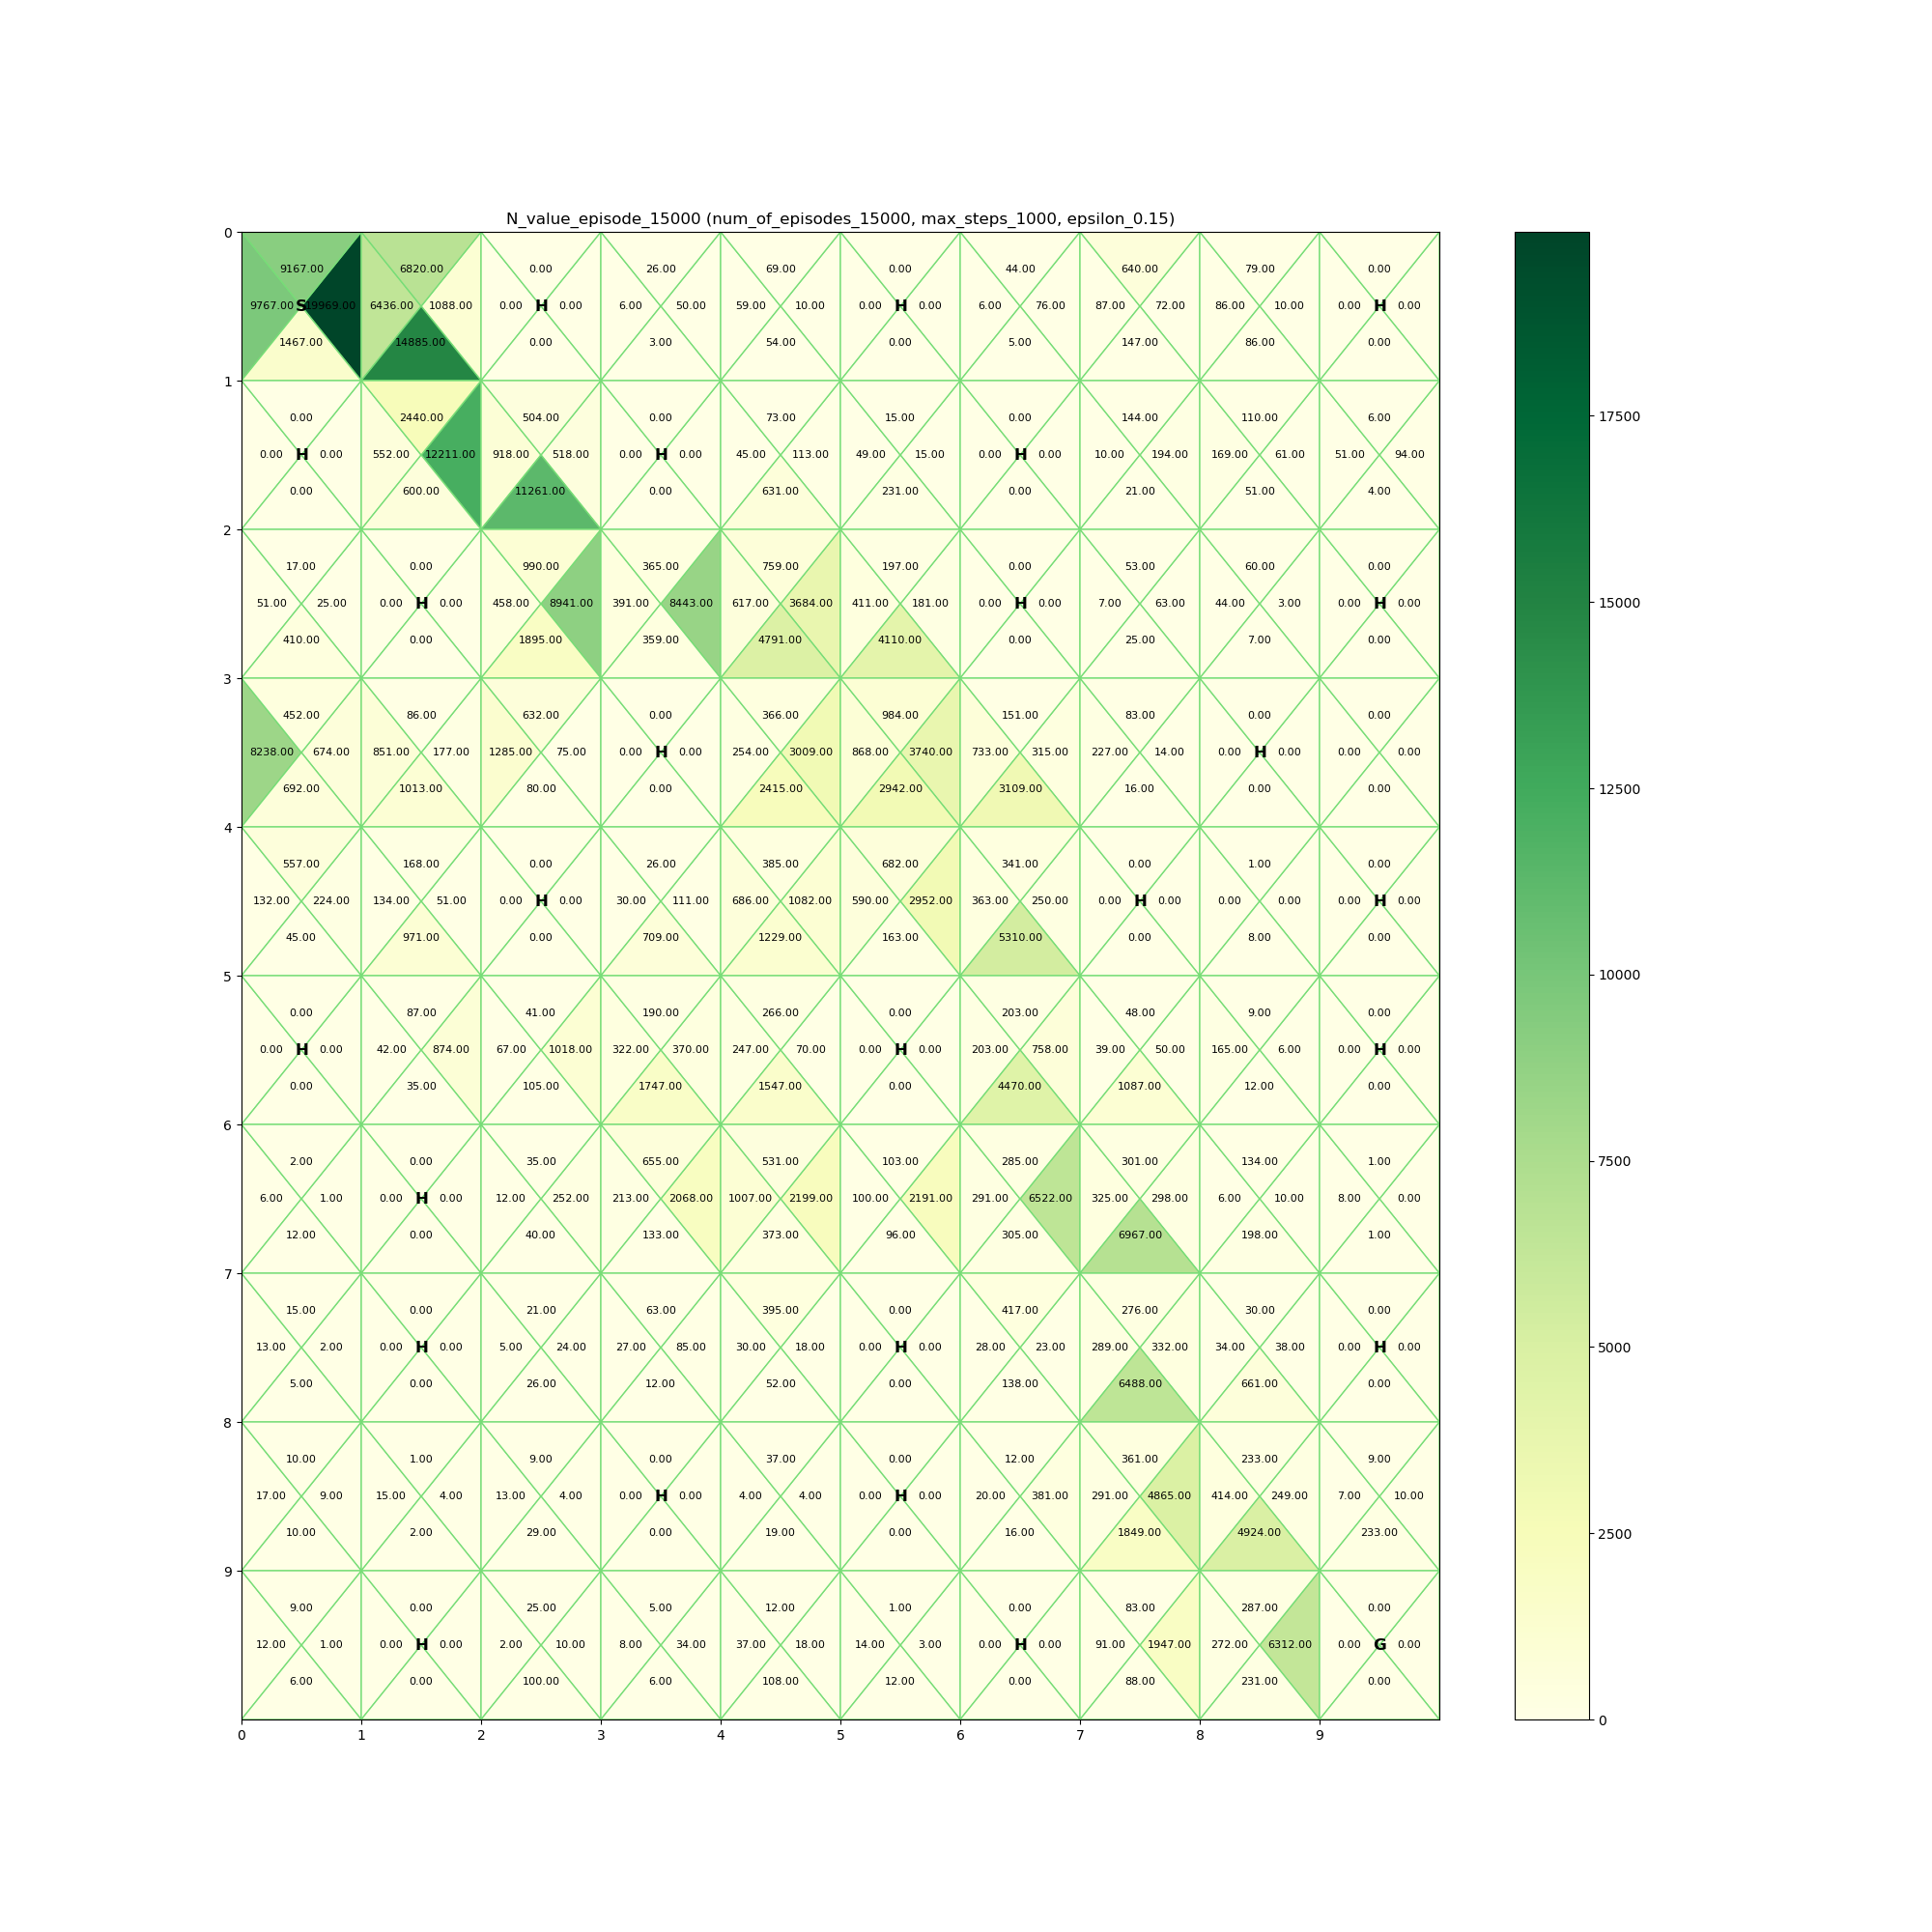 N_value_episode_15000 (num_of_episodes_15000, max_steps_1000, epsilon_0.15)
0
9167.00 6820.00 0.00 26.00 69.00 0.00 44.00 640.00 79.00 0.00
9767.00 S 19969.00 6436.00 1088.00 0.00 H 0.00 6.00 50.00 59.00 10.00 0.00 H 0.00 6.00 76.00 87.00 72.00 86.00 10.00 0.00 H 0.00
1467.00 14885.00 0.00 3.00 54.00 0.00 5.00 147.00 86.00 0.00
1
0.00 2440.00 504.00 0.00 73.00 15.00 0.00 144.00 110.00 6.00
0.00 H 0.00 552.00 12211.00 918.00 518.00 0.00 H 0.00 45.00 113.00 49.00 15.00 0.00 H 0.00 10.00 194.00 169.00 61.00 51.00 94.00
0.00 600.00 11261.00 0.00 631.00 231.00 0.00 21.00 51.00 4.00
2
17.00 0.00 990.00 365.00 759.00 197.00 0.00 53.00 60.00 0.00
51.00 25.00 0.00 H 0.00 458.00 8941.00 391.00 8443.00 617.00 3684.00 411.00 181.00 0.00 H 0.00 7.00 63.00 44.00 3.00 0.00 H 0.00
410.00 0.00 1895.00 359.00 4791.00 4110.00 0.00 25.00 7.00 0.00
3
452.00 86.00 632.00 0.00 366.00 984.00 151.00 83.00 0.00 0.00
8238.00 674.00 851.00 177.00 1285.00 75.00 0.00 H 0.00 254.00 3009.00 868.00 3740.00 733.00 315.00 227.00 14.00 0.00 H 0.00 0.00 0.00
692.00 1013.00 80.00 0.00 2415.00 2942.00 3109.00 16.00 0.00 0.00
4
557.00 168.00 0.00 26.00 385.00 682.00 341.00 0.00 1.00 0.00
132.00 224.00 134.00 51.00 0.00 H 0.00 30.00 111.00 686.00 1082.00 590.00 2952.00 363.00 250.00 0.00 H 0.00 0.00 0.00 0.00 H 0.00
45.00 971.00 0.00 709.00 1229.00 163.00 5310.00 0.00 8.00 0.00
5
0.00 87.00 41.00 190.00 266.00 0.00 203.00 48.00 9.00 0.00
0.00 H 0.00 42.00 874.00 67.00 1018.00 322.00 370.00 247.00 70.00 0.00 H 0.00 203.00 758.00 39.00 50.00 165.00 6.00 0.00 H 0.00
0.00 35.00 105.00 1747.00 1547.00 0.00 4470.00 1087.00 12.00 0.00
6
2.00 0.00 35.00 655.00 531.00 103.00 285.00 301.00 134.00 1.00
6.00 1.00 0.00 H 0.00 12.00 252.00 213.00 2068.00 1007.00 2199.00 100.00 2191.00 291.00 6522.00 325.00 298.00 6.00 10.00 8.00 0.00
12.00 0.00 40.00 133.00 373.00 96.00 305.00 6967.00 198.00 1.00
7
15.00 0.00 21.00 63.00 395.00 0.00 417.00 276.00 30.00 0.00
13.00 2.00 0.00 H 0.00 5.00 24.00 27.00 85.00 30.00 18.00 0.00 H 0.00 28.00 23.00 289.00 332.00 34.00 38.00 0.00 H 0.00
5.00 0.00 26.00 12.00 52.00 0.00 138.00 6488.00 661.00 0.00
8
10.00 1.00 9.00 0.00 37.00 0.00 12.00 361.00 233.00 9.00
17.00 9.00 15.00 4.00 13.00 4.00 0.00 H 0.00 4.00 4.00 0.00 H 0.00 20.00 381.00 291.00 4865.00 414.00 249.00 7.00 10.00
10.00 2.00 29.00 0.00 19.00 0.00 16.00 1849.00 4924.00 233.00
9
9.00 0.00 25.00 5.00 12.00 1.00 0.00 83.00 287.00 0.00
12.00 1.00 0.00 H 0.00 2.00 10.00 8.00 34.00 37.00 18.00 14.00 3.00 0.00 H 0.00 91.00 1947.00 272.00 6312.00 0.00 G 0.00
6.00 0.00 100.00 6.00 108.00 12.00 0.00 88.00 231.00 0.00
0 1 2 3 4 5 6 7 8 9
17500
15000
12500
10000
7500
5000
2500
0